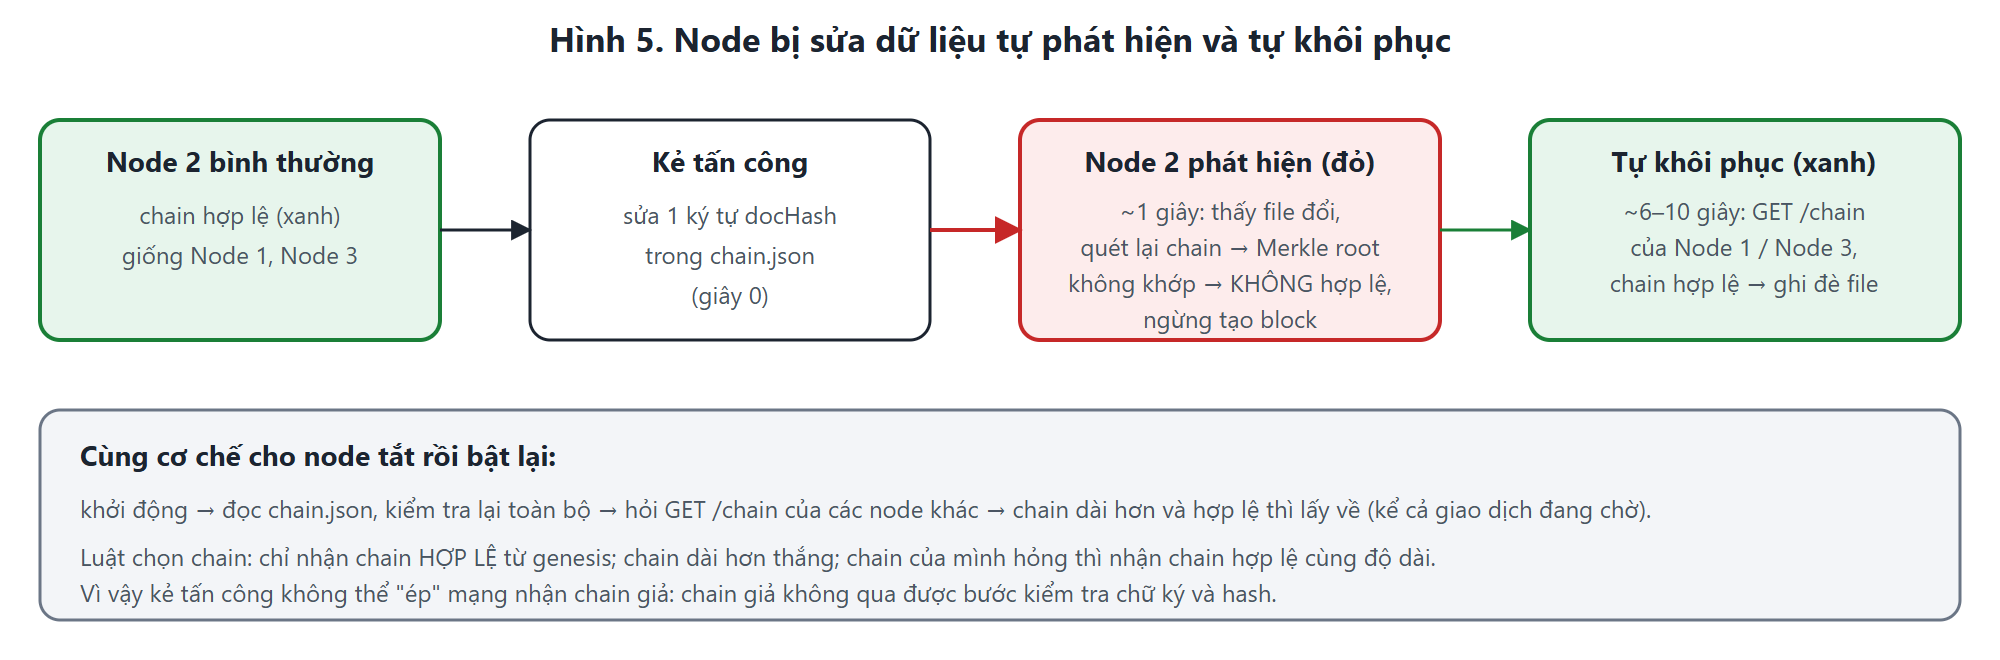 Hình 5. Node bị sửa dữ liệu tự phát hiện và tự khôi phục
Node 2 bình thường
chain hợp lệ (xanh)
giống Node 1, Node 3
Kẻ tấn công
sửa 1 ký tự docHash
trong chain.json
(giây 0)
Node 2 phát hiện (đỏ)
~1 giây: thấy file đổi,
quét lại chain → Merkle root
không khớp → KHÔNG hợp lệ,
ngừng tạo block
Tự khôi phục (xanh)
~6–10 giây: GET /chain
của Node 1 / Node 3,
chain hợp lệ → ghi đè file
Cùng cơ chế cho node tắt rồi bật lại:
khởi động → đọc chain.json, kiểm tra lại toàn bộ → hỏi GET /chain của các node khác → chain dài hơn và hợp lệ thì lấy về (kể cả giao dịch đang chờ).
Luật chọn chain: chỉ nhận chain HỢP LỆ từ genesis; chain dài hơn thắng; chain của mình hỏng thì nhận chain hợp lệ cùng độ dài.
Vì vậy kẻ tấn công không thể "ép" mạng nhận chain giả: chain giả không qua được bước kiểm tra chữ ký và hash.